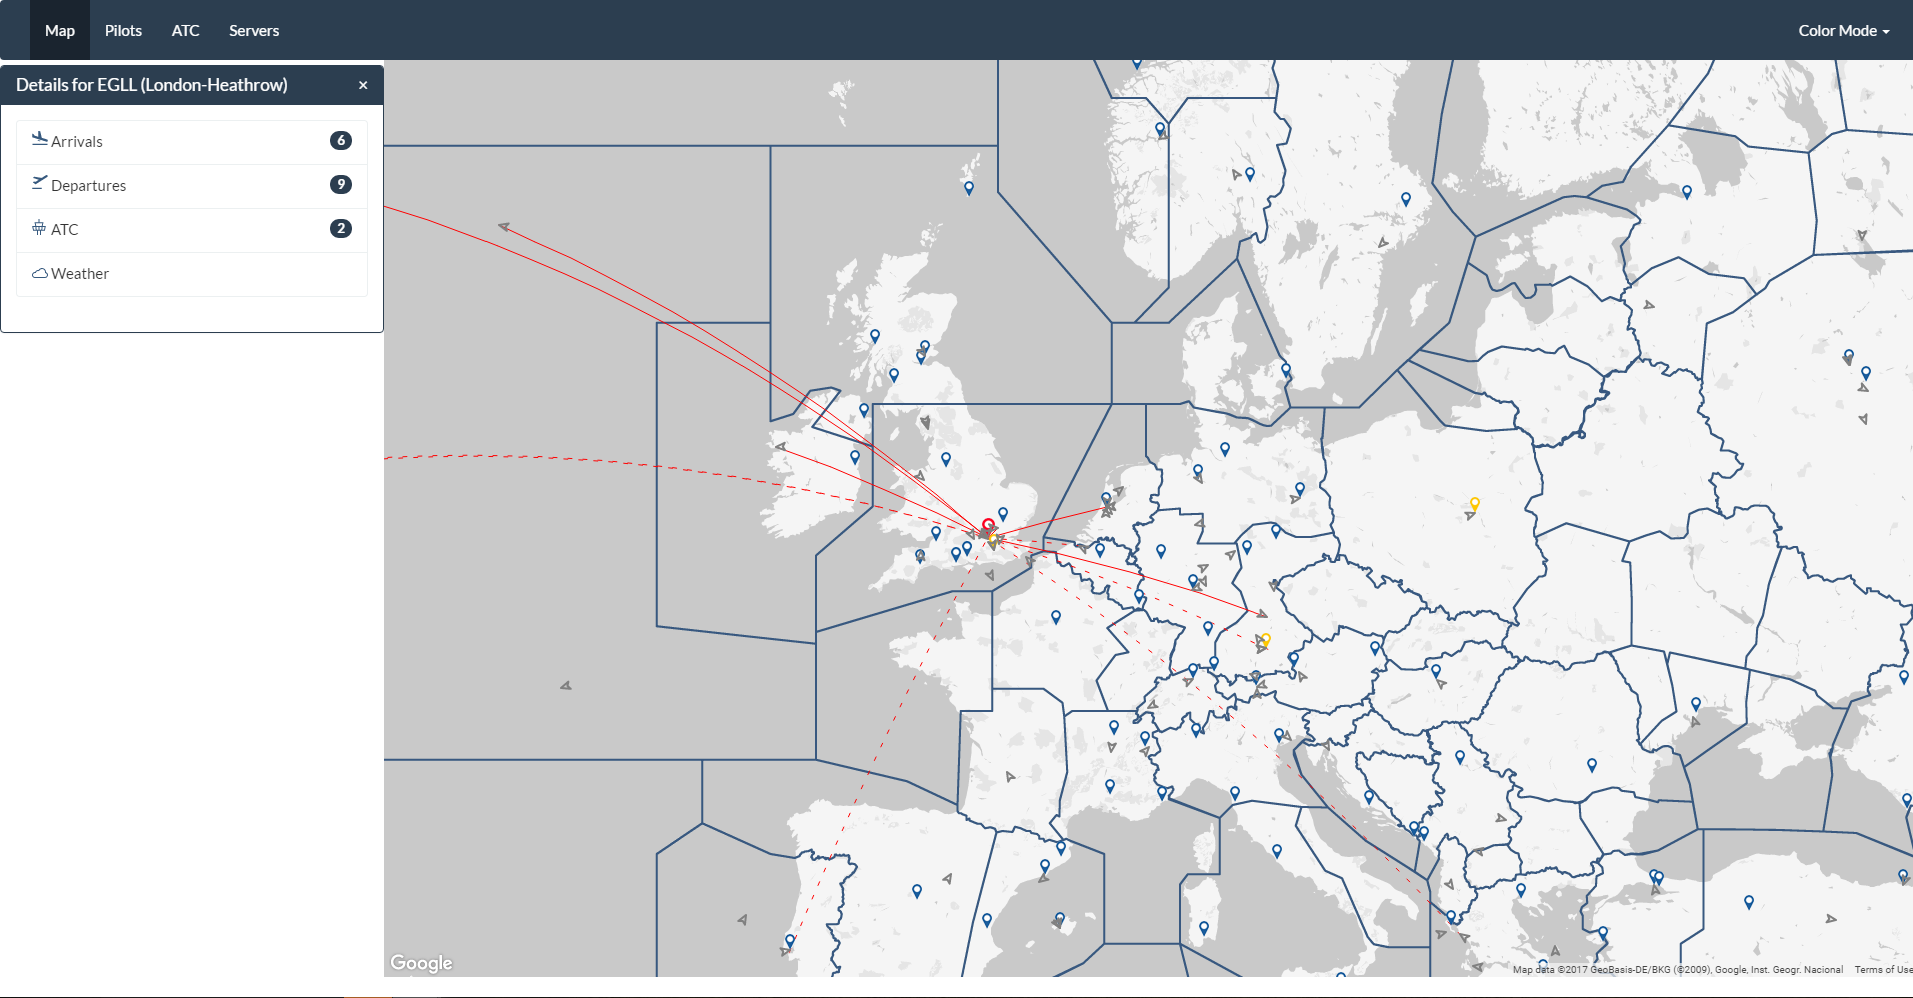 Map Pilots ATC Servers Color Mode
Details for EGLL (London-Heathrow) ×
Arrivals 6
Departures 9
ATC 2
Weather
Google
Map data ©2017 GeoBasis-DE/BKG (©2009), Google, Inst. Geogr. Nacional Terms of Use